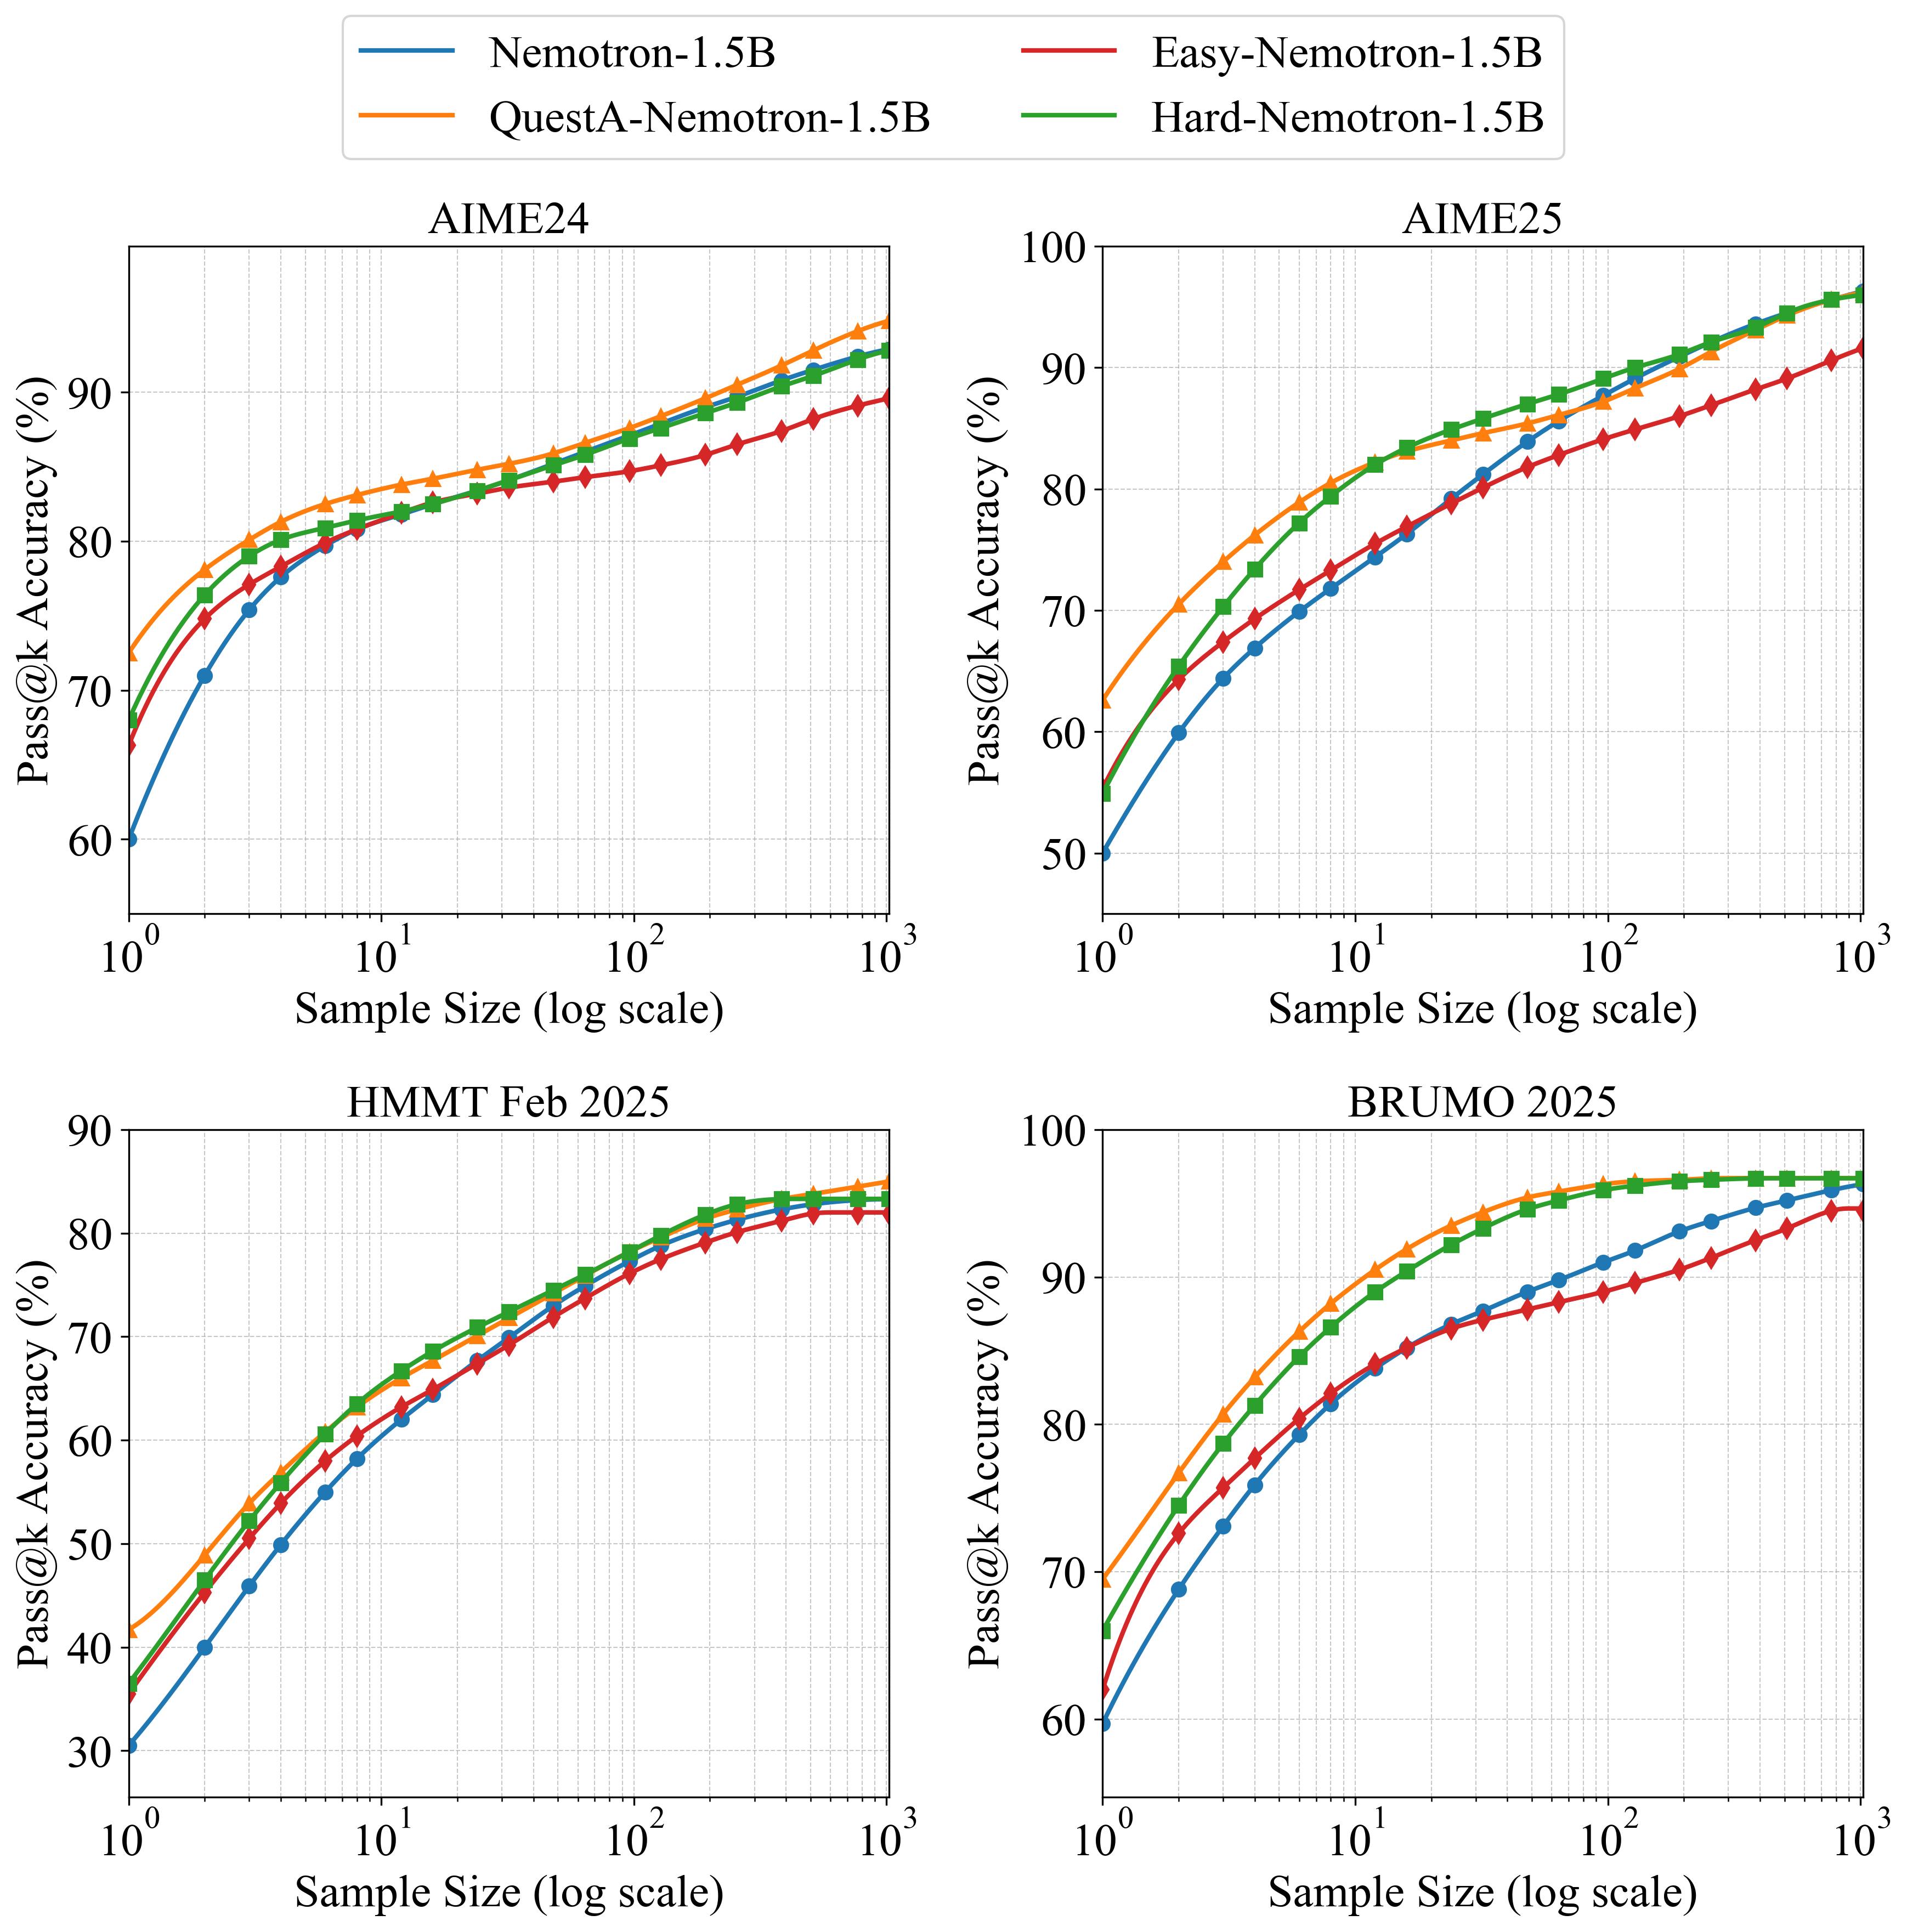 Nemotron-1.5B
QuestA-Nemotron-1.5B
Easy-Nemotron-1.5B
Hard-Nemotron-1.5B
AIME24
Pass@k Accuracy (%)
90
80
70
60
10^0 10^1 10^2 10^3
Sample Size (log scale)
AIME25
Pass@k Accuracy (%)
100
90
80
70
60
50
10^0 10^1 10^2 10^3
Sample Size (log scale)
HMMT Feb 2025
Pass@k Accuracy (%)
90
80
70
60
50
40
30
10^0 10^1 10^2 10^3
Sample Size (log scale)
BRUMO 2025
Pass@k Accuracy (%)
100
90
80
70
60
10^0 10^1 10^2 10^3
Sample Size (log scale)